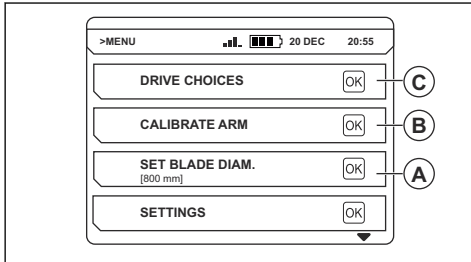 >MENU 20 DEC 20:55
DRIVE CHOICES OK C
CALIBRATE ARM OK B
SET BLADE DIAM. OK A
[800 mm]
SETTINGS OK